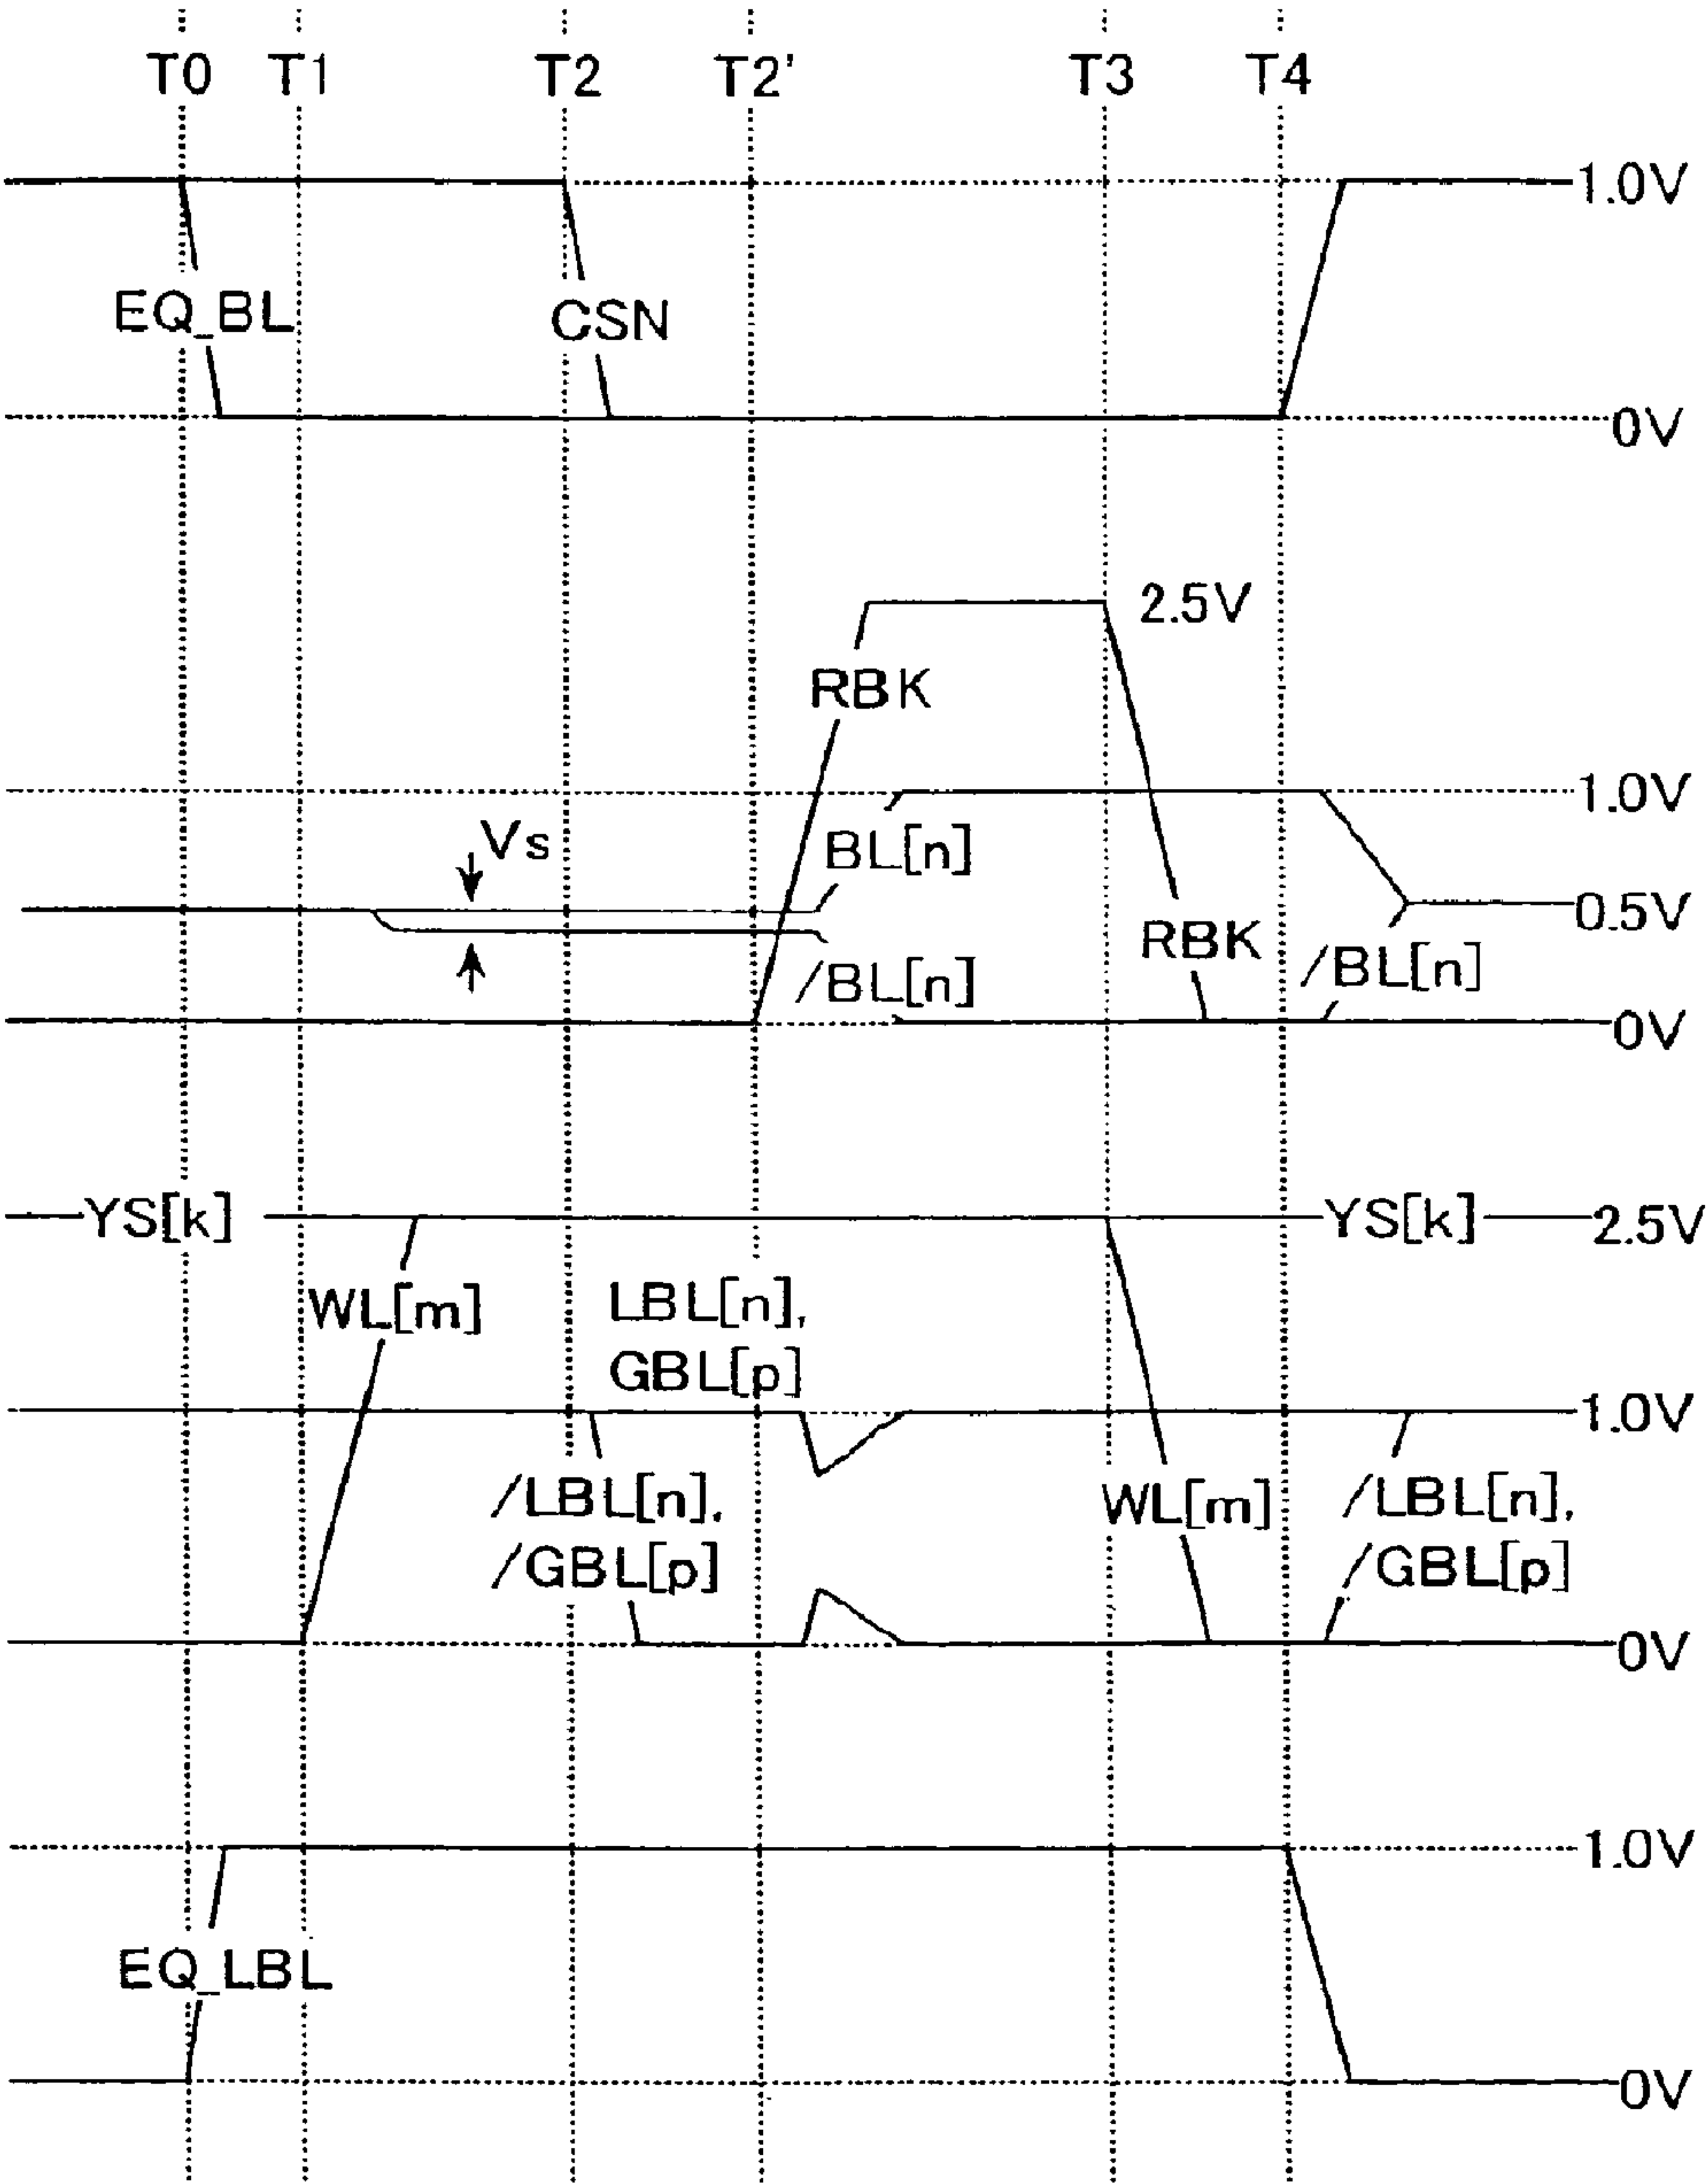 T0 T1 T2 T2' T3 T4
1.0V
EQ_BL CSN
0V
2.5V
RBK
1.0V
Vs
BL[n]
0.5V
RBK
/BL[n] /BL[n]
0V
YS[k] YS[k] 2.5V
WL[m] LBL[n],
GBL[p]
1.0V
/LBL[n], WL[m] /LBL[n],
/GBL[p] /GBL[p]
0V
1.0V
EQ_LBL
0V